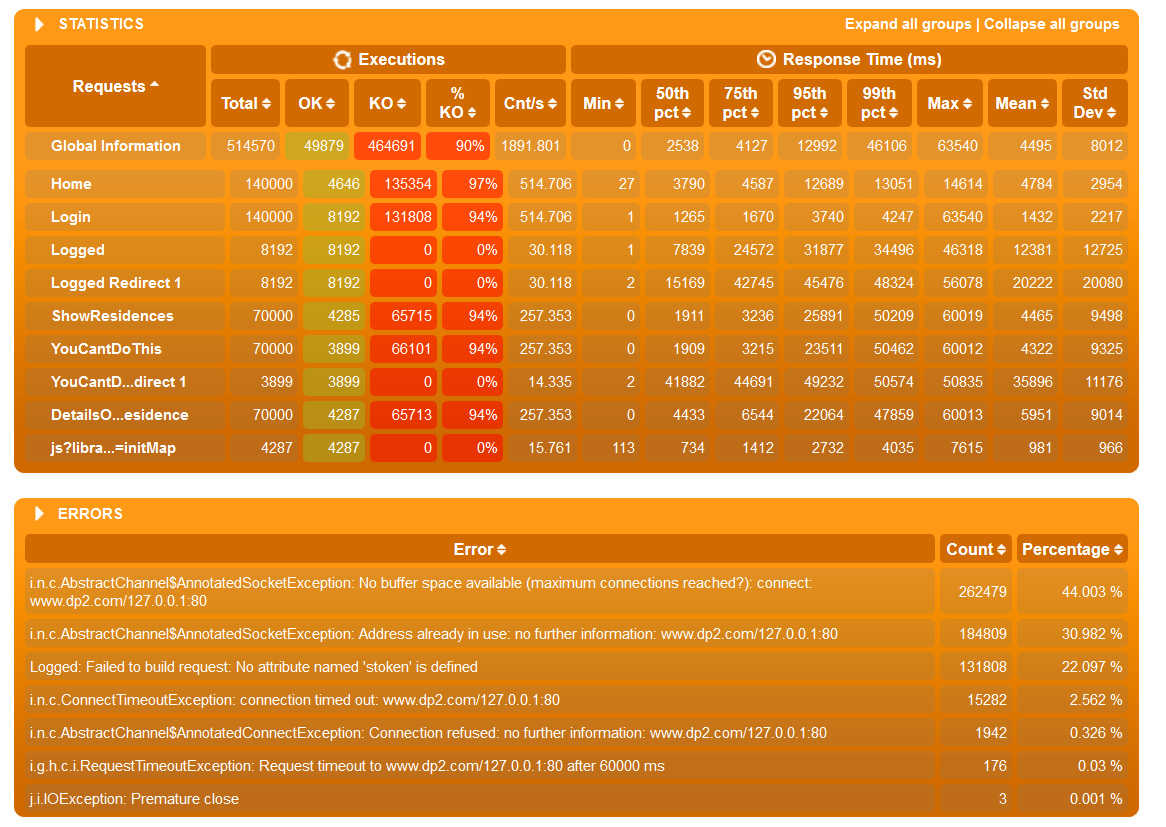 STATISTICS Expand all groups | Collapse all groups
Executions Response Time (ms)
Requests Total OK KO % KO Cnt/s Min 50th pct 75th pct 95th pct 99th pct Max Mean Std Dev
Global Information 514570 49879 464691 90% 1891.801 0 2538 4127 12992 46106 63540 4495 8012
Home 140000 4646 135354 97% 514.706 27 3790 4587 12689 13051 14614 4784 2954
Login 140000 8192 131808 94% 514.706 1 1265 1670 3740 4247 63540 1432 2217
Logged 8192 8192 0 0% 30.118 1 7839 24572 31877 34496 46318 12381 12725
Logged Redirect 1 8192 8192 0 0% 30.118 2 15169 42745 45476 48324 56078 20222 20080
ShowResidences 70000 4285 65715 94% 257.353 0 1911 3236 25891 50209 60019 4465 9498
YouCantDoThis 70000 3899 66101 94% 257.353 0 1909 3215 23511 50462 60012 4322 9325
YouCantD...direct 1 3899 3899 0 0% 14.335 2 41882 44691 49232 50574 50835 35896 11176
DetailsO...esidence 70000 4287 65713 94% 257.353 0 4433 6544 22064 47859 60013 5951 9014
js?libra...=initMap 4287 4287 0 0% 15.761 113 734 1412 2732 4035 7615 981 966
ERRORS
Error Count Percentage
i.n.c.AbstractChannel$AnnotatedSocketException: No buffer space available (maximum connections reached?): connect:
www.dp2.com/127.0.0.1:80 262479 44.003 %
i.n.c.AbstractChannel$AnnotatedSocketException: Address already in use: no further information: www.dp2.com/127.0.0.1:80 184809 30.982 %
Logged: Failed to build request: No attribute named 'stoken' is defined 131808 22.097 %
i.n.c.ConnectTimeoutException: connection timed out: www.dp2.com/127.0.0.1:80 15282 2.562 %
i.n.c.AbstractChannel$AnnotatedConnectException: Connection refused: no further information: www.dp2.com/127.0.0.1:80 1942 0.326 %
i.g.h.c.i.RequestTimeoutException: Request timeout to www.dp2.com/127.0.0.1:80 after 60000 ms 176 0.03 %
j.i.IOException: Premature close 3 0.001 %